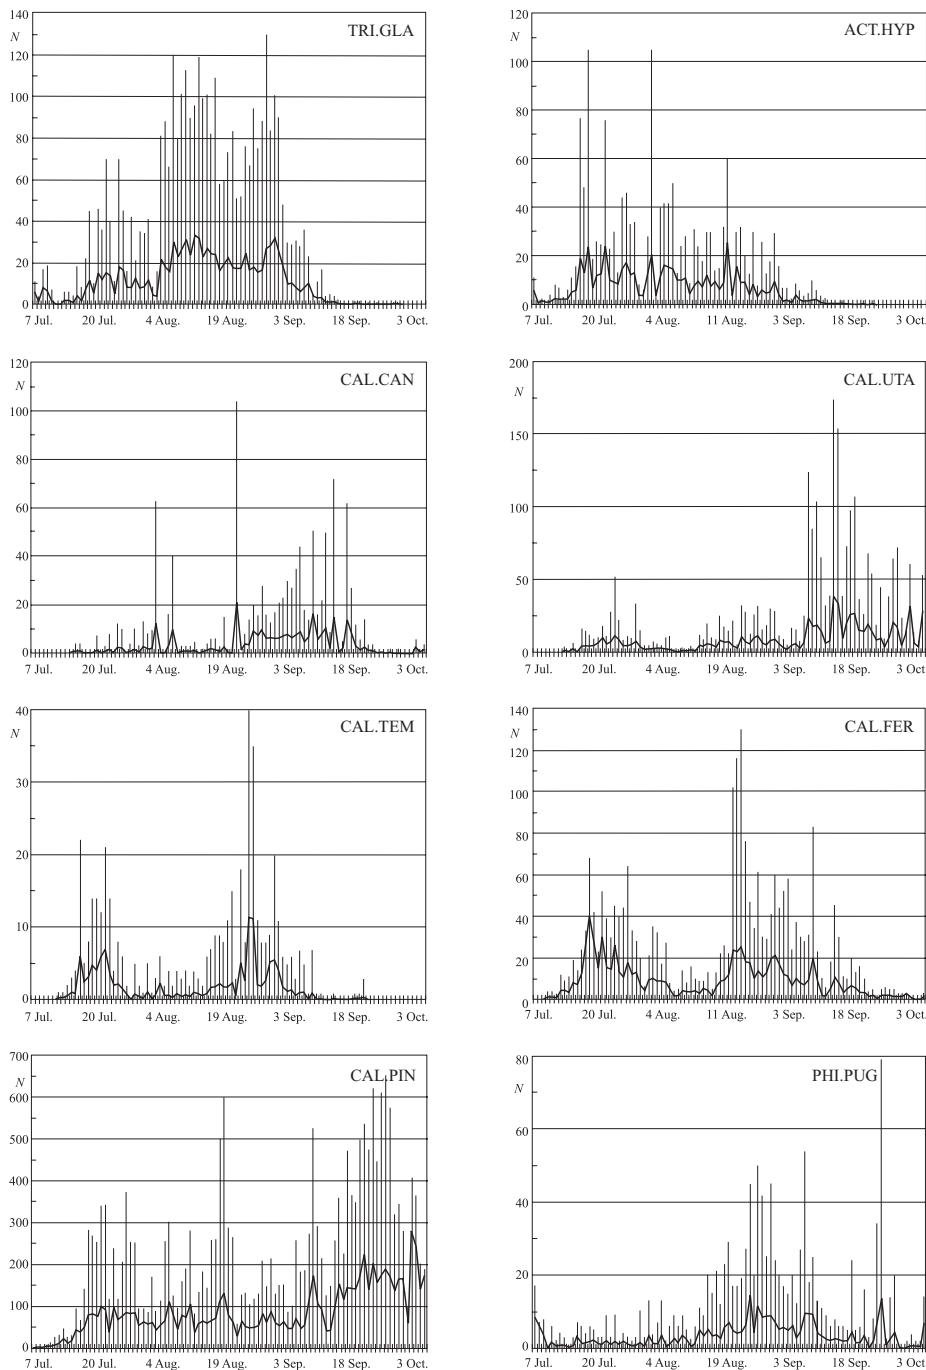 TRI.GLA
N
140
120
100
80
60
40
20
0
7 Jul. 20 Jul. 4 Aug. 19 Aug. 3 Sep. 18 Sep. 3 Oct.
ACT.HYP
N
120
100
80
60
40
20
0
7 Jul. 20 Jul. 4 Aug. 11 Aug. 3 Sep. 18 Sep. 3 Oct.
CAL.CAN
N
120
100
80
60
40
20
0
7 Jul. 20 Jul. 4 Aug. 19 Aug. 3 Sep. 18 Sep. 3 Oct.
CAL.UTA
N
200
150
100
50
0
7 Jul. 20 Jul. 4 Aug. 19 Aug. 3 Sep. 18 Sep. 3 Oct
CAL.TEM
N
40
30
20
10
0
7 Jul. 20 Jul. 4 Aug. 19 Aug. 3 Sep. 18 Sep. 3 Oct.
CAL.FER
N
140
120
100
80
60
40
20
0
7 Jul. 20 Jul. 4 Aug. 11 Aug. 3 Sep. 18 Sep. 3 Oct
CAL.PIN
N
700
600
500
400
300
200
100
0
7 Jul. 20 Jul. 4 Aug. 19 Aug. 3 Sep. 18 Sep. 3 Oct.
PHI.PUG
N
80
60
40
20
0
7 Jul. 20 Jul. 4 Aug. 19 Aug. 3 Sep. 18 Sep. 3 Oct